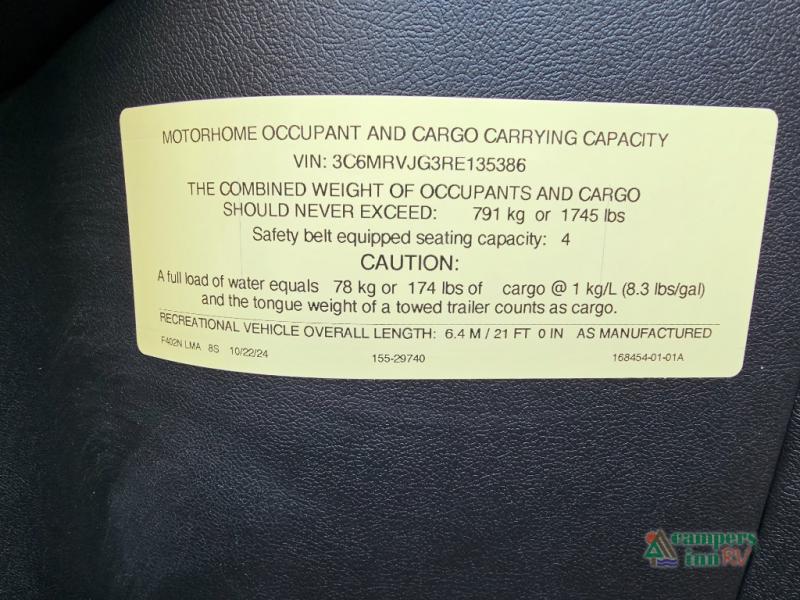 MOTORHOME OCCUPANT AND CARGO CARRYING CAPACITY
VIN: 3C6MRVJG3RE135386
THE COMBINED WEIGHT OF OCCUPANTS AND CARGO
SHOULD NEVER EXCEED: 791 kg or 1745 lbs
Safety belt equipped seating capacity: 4
CAUTION:
A full load of water equals 78 kg or 174 lbs of cargo @ 1 kg/L (8.3 lbs/gal)
and the tongue weight of a towed trailer counts as cargo.
RECREATIONAL VEHICLE OVERALL LENGTH: 6.4 M / 21 FT 0 IN AS MANUFACTURED
F402N LMA 8S 10/22/24 155-29740 168454-01-01A
campers
inn RV